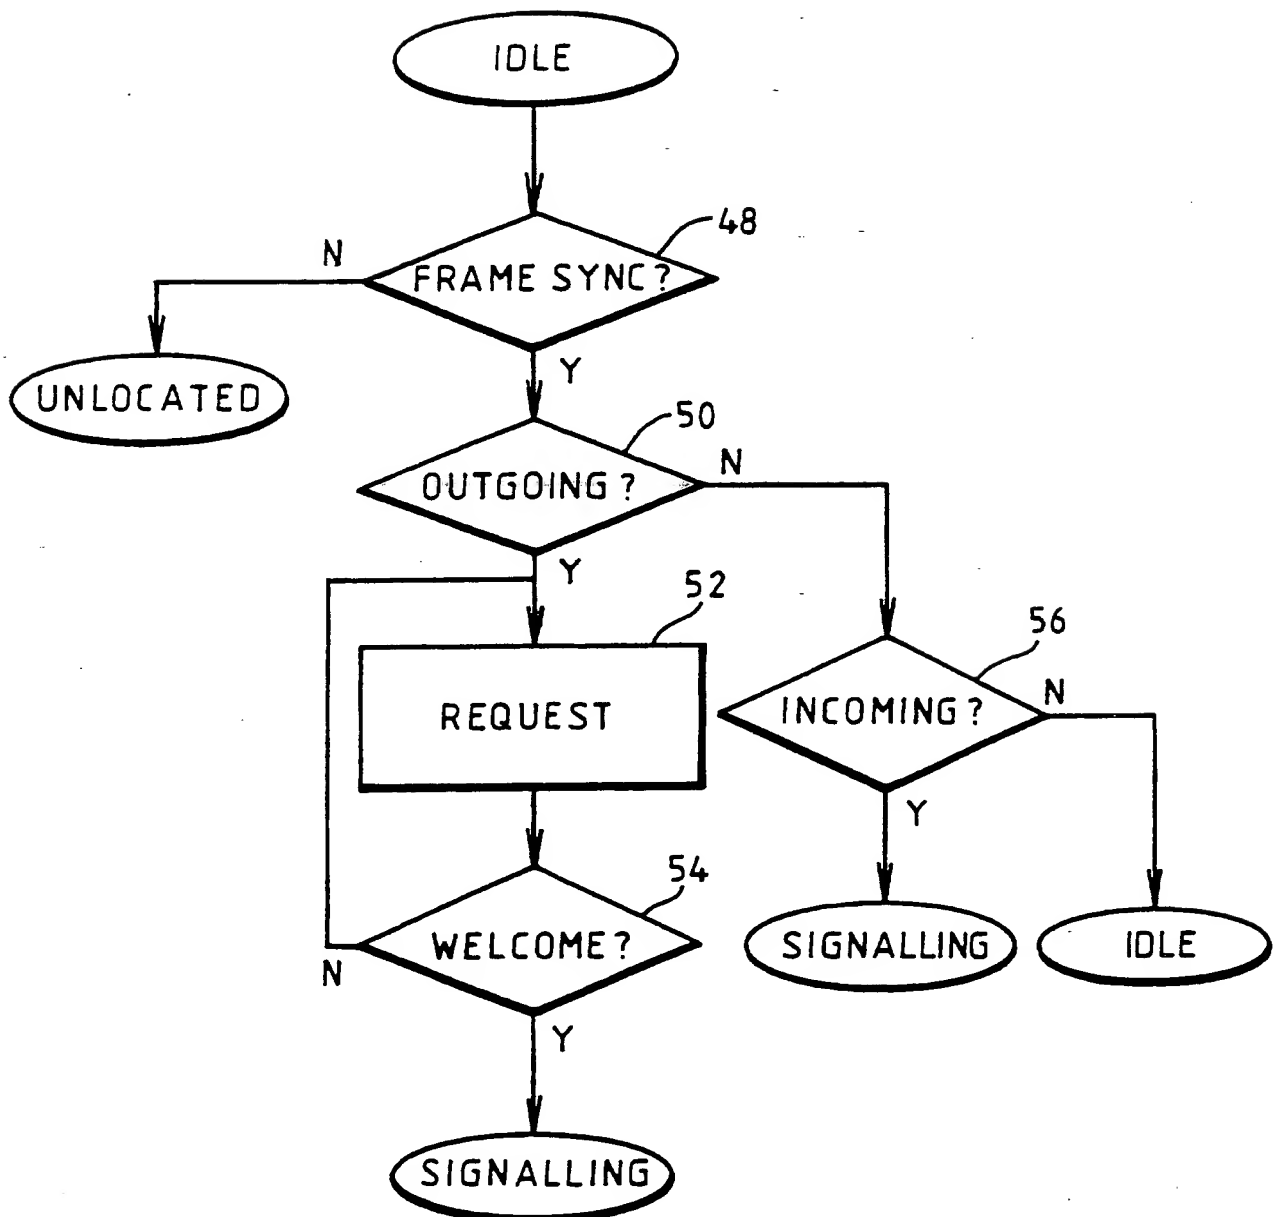 IDLE
48
N
FRAME SYNC?
Y
UNLOCATED
50
N
OUTGOING?
Y
52
56
REQUEST
INCOMING?
N
Y
54
WELCOME?
N
SIGNALLING
IDLE
Y
SIGNALLING